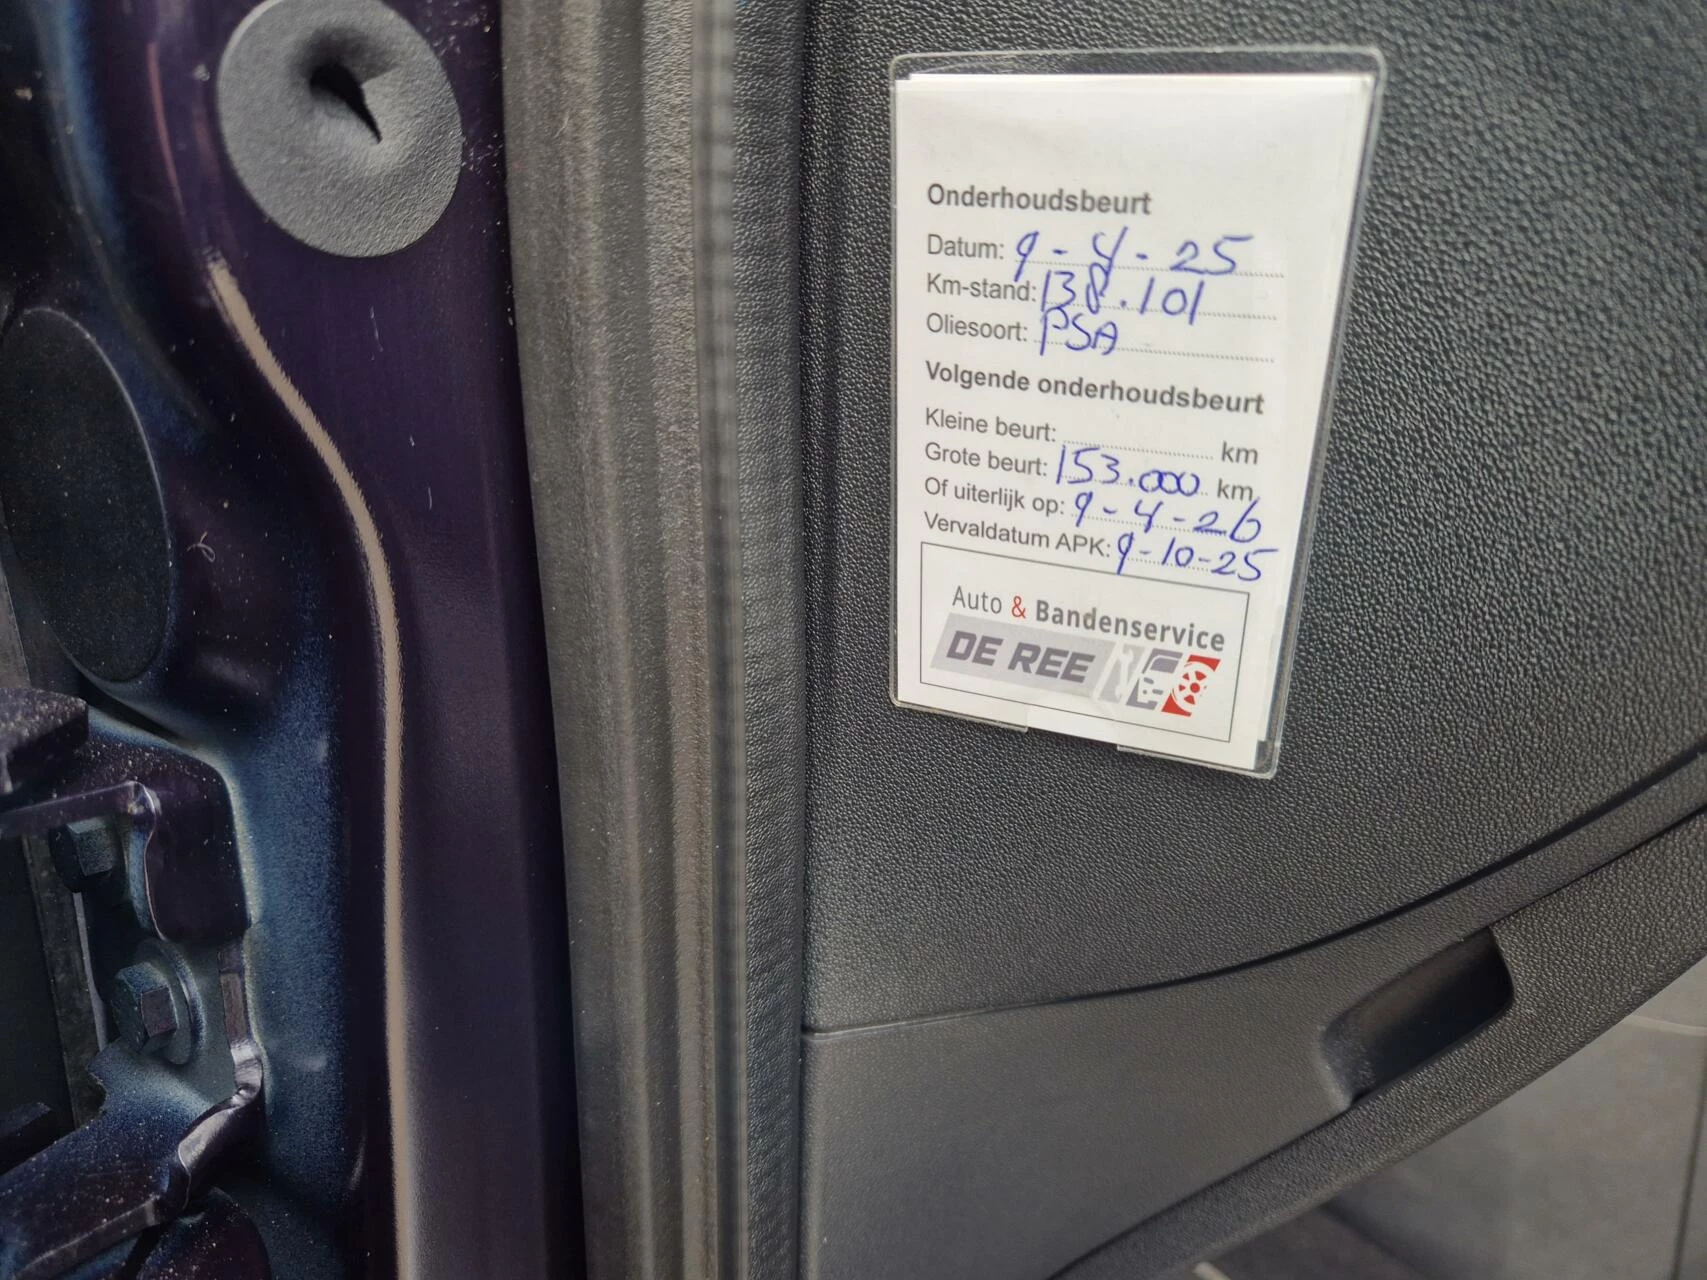 Onderhoudsbeurt
Datum: 9-4-25
Km-stand: 138.101
Oliesoort: PSA
Volgende onderhoudsbeurt
Kleine beurt: km
Grote beurt: 153.000 km
Of uiterlijk op: 9-4-26
Vervaldatum APK: 9-10-25
Auto & Bandenservice
DE REE